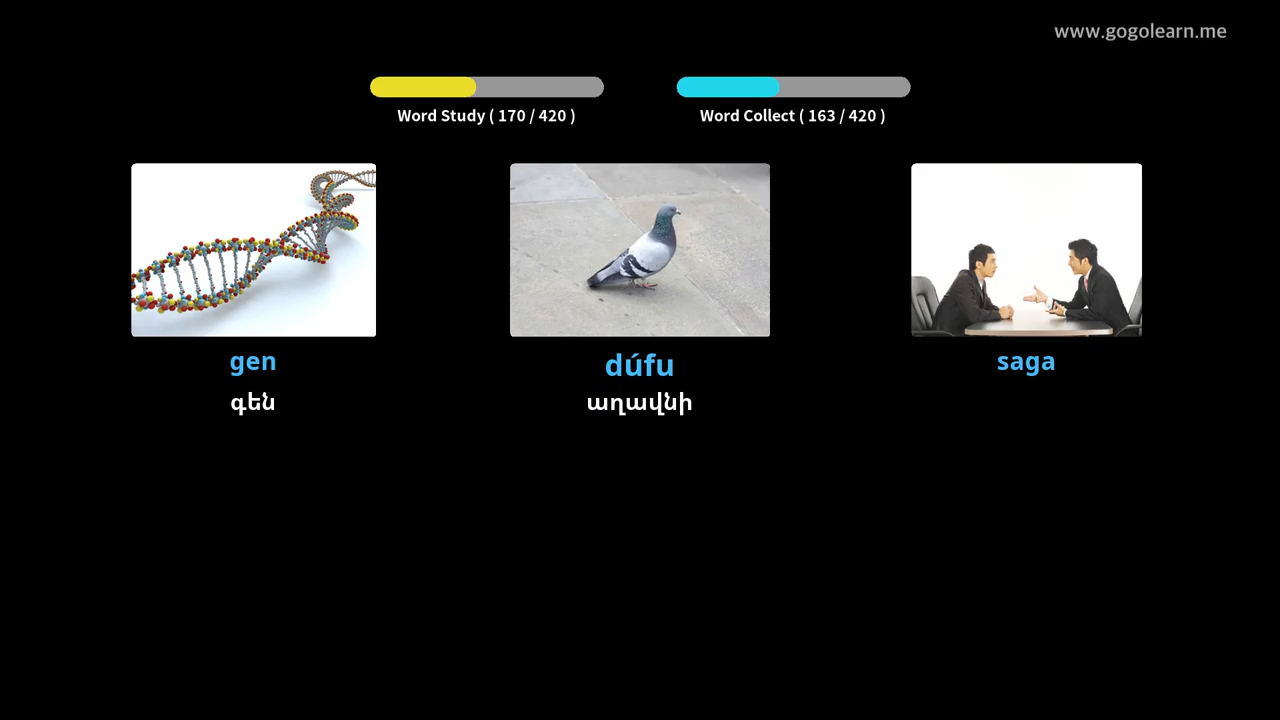 www.gogolearn.me
Word Study ( 170 / 420 )
Word Collect ( 163 / 420 )
gen
dúfu
saga
գեն
աղավնի